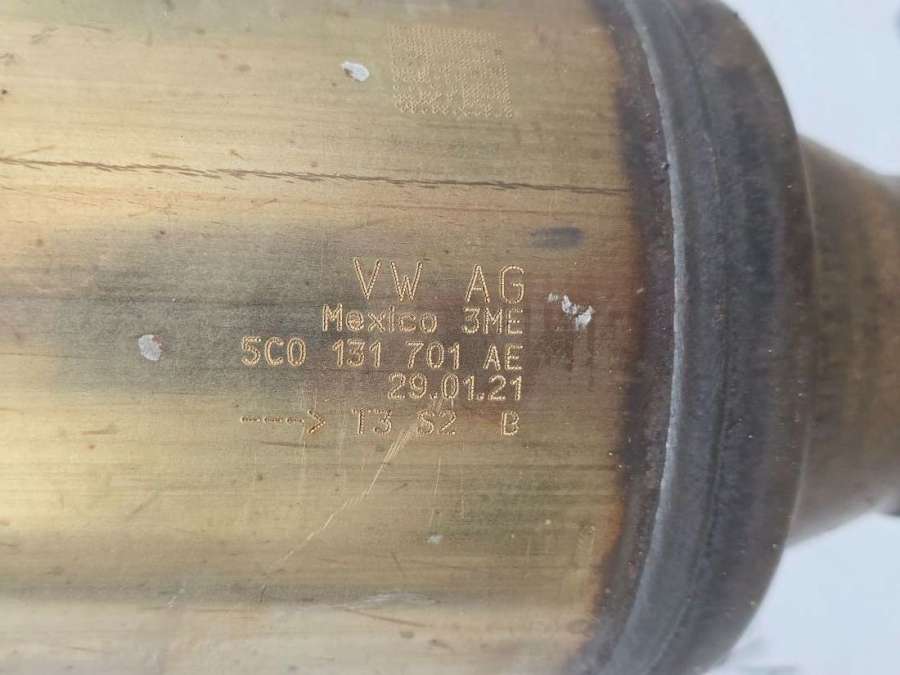 VW AG
Mexico 3ME
5C0 131 701 AE
29.01.21
----> T3 S2 B